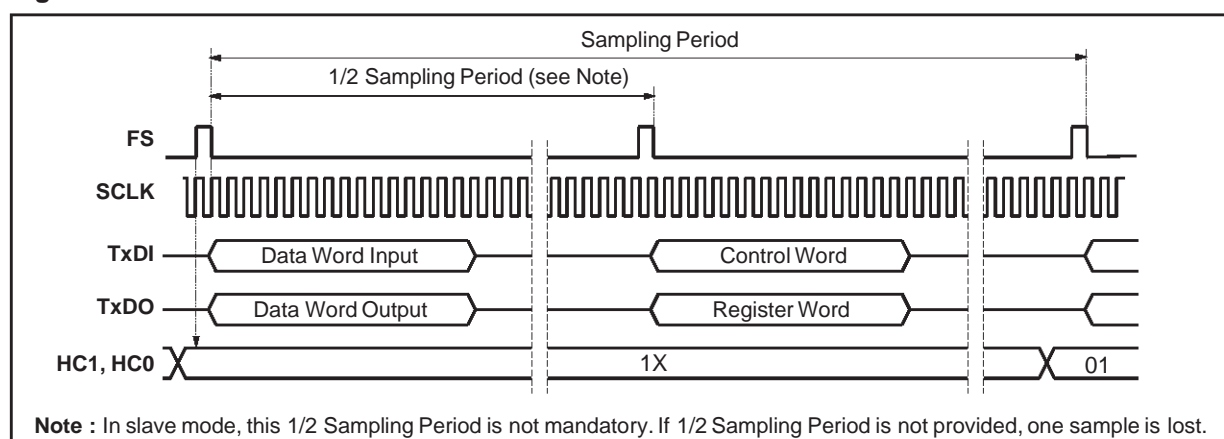 Sampling Period
1/2 Sampling Period (see Note)
FS
SCLK
TxDI
Data Word Input
Control Word
TxDO
Data Word Output
Register Word
HC1, HC0
1X
01
Note : In slave mode, this 1/2 Sampling Period is not mandatory. If 1/2 Sampling Period is not provided, one sample is lost.